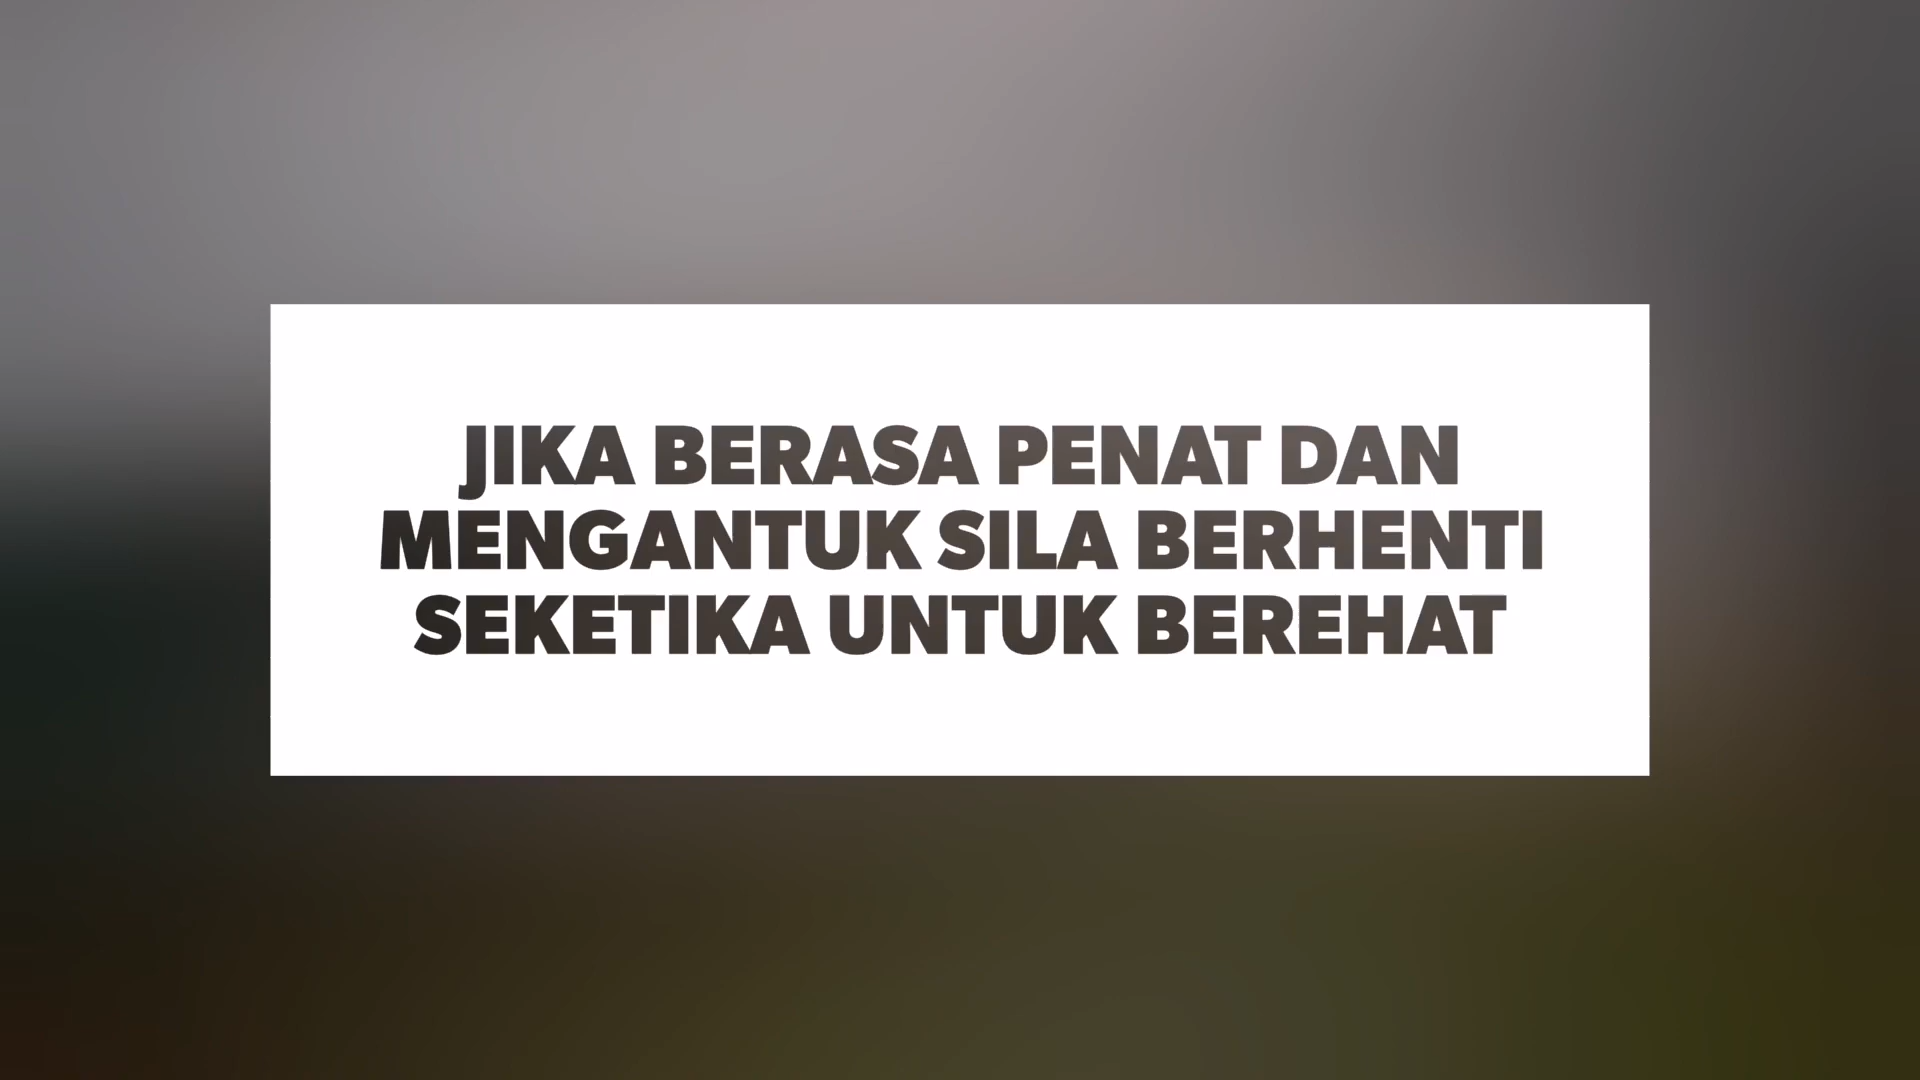 JIKA BERASA PENAT DAN
MENGANTUK SILA BERHENTI
SEKETIKA UNTUK BEREHAT